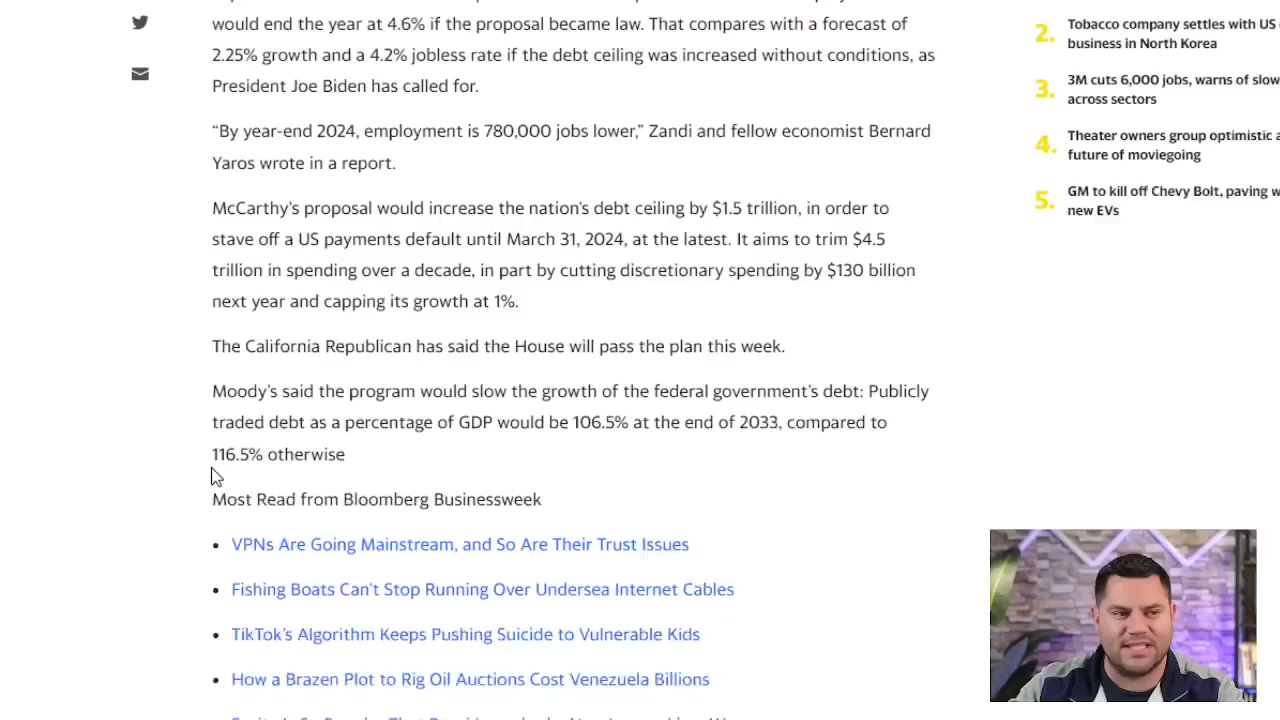 would end the year at 4.6% if the proposal became law. That compares with a forecast of
2.25% growth and a 4.2% jobless rate if the debt ceiling was increased without conditions, as
President Joe Biden has called for.
“By year-end 2024, employment is 780,000 jobs lower,” Zandi and fellow economist Bernard
Yaros wrote in a report.
McCarthy’s proposal would increase the nation’s debt ceiling by $1.5 trillion, in order to
stave off a US payments default until March 31, 2024, at the latest. It aims to trim $4.5
trillion in spending over a decade, in part by cutting discretionary spending by $130 billion
next year and capping its growth at 1%.
The California Republican has said the House will pass the plan this week.
Moody’s said the program would slow the growth of the federal government’s debt: Publicly
traded debt as a percentage of GDP would be 106.5% at the end of 2033, compared to
116.5% otherwise
Most Read from Bloomberg Businessweek
• VPNs Are Going Mainstream, and So Are Their Trust Issues
• Fishing Boats Can’t Stop Running Over Undersea Internet Cables
• TikTok’s Algorithm Keeps Pushing Suicide to Vulnerable Kids
• How a Brazen Plot to Rig Oil Auctions Cost Venezuela Billions
2. Tobacco company settles with US
business in North Korea
3. 3M cuts 6,000 jobs, warns of slow
across sectors
4. Theater owners group optimistic a
future of moviegoing
5. GM to kill off Chevy Bolt, paving w
new EVs